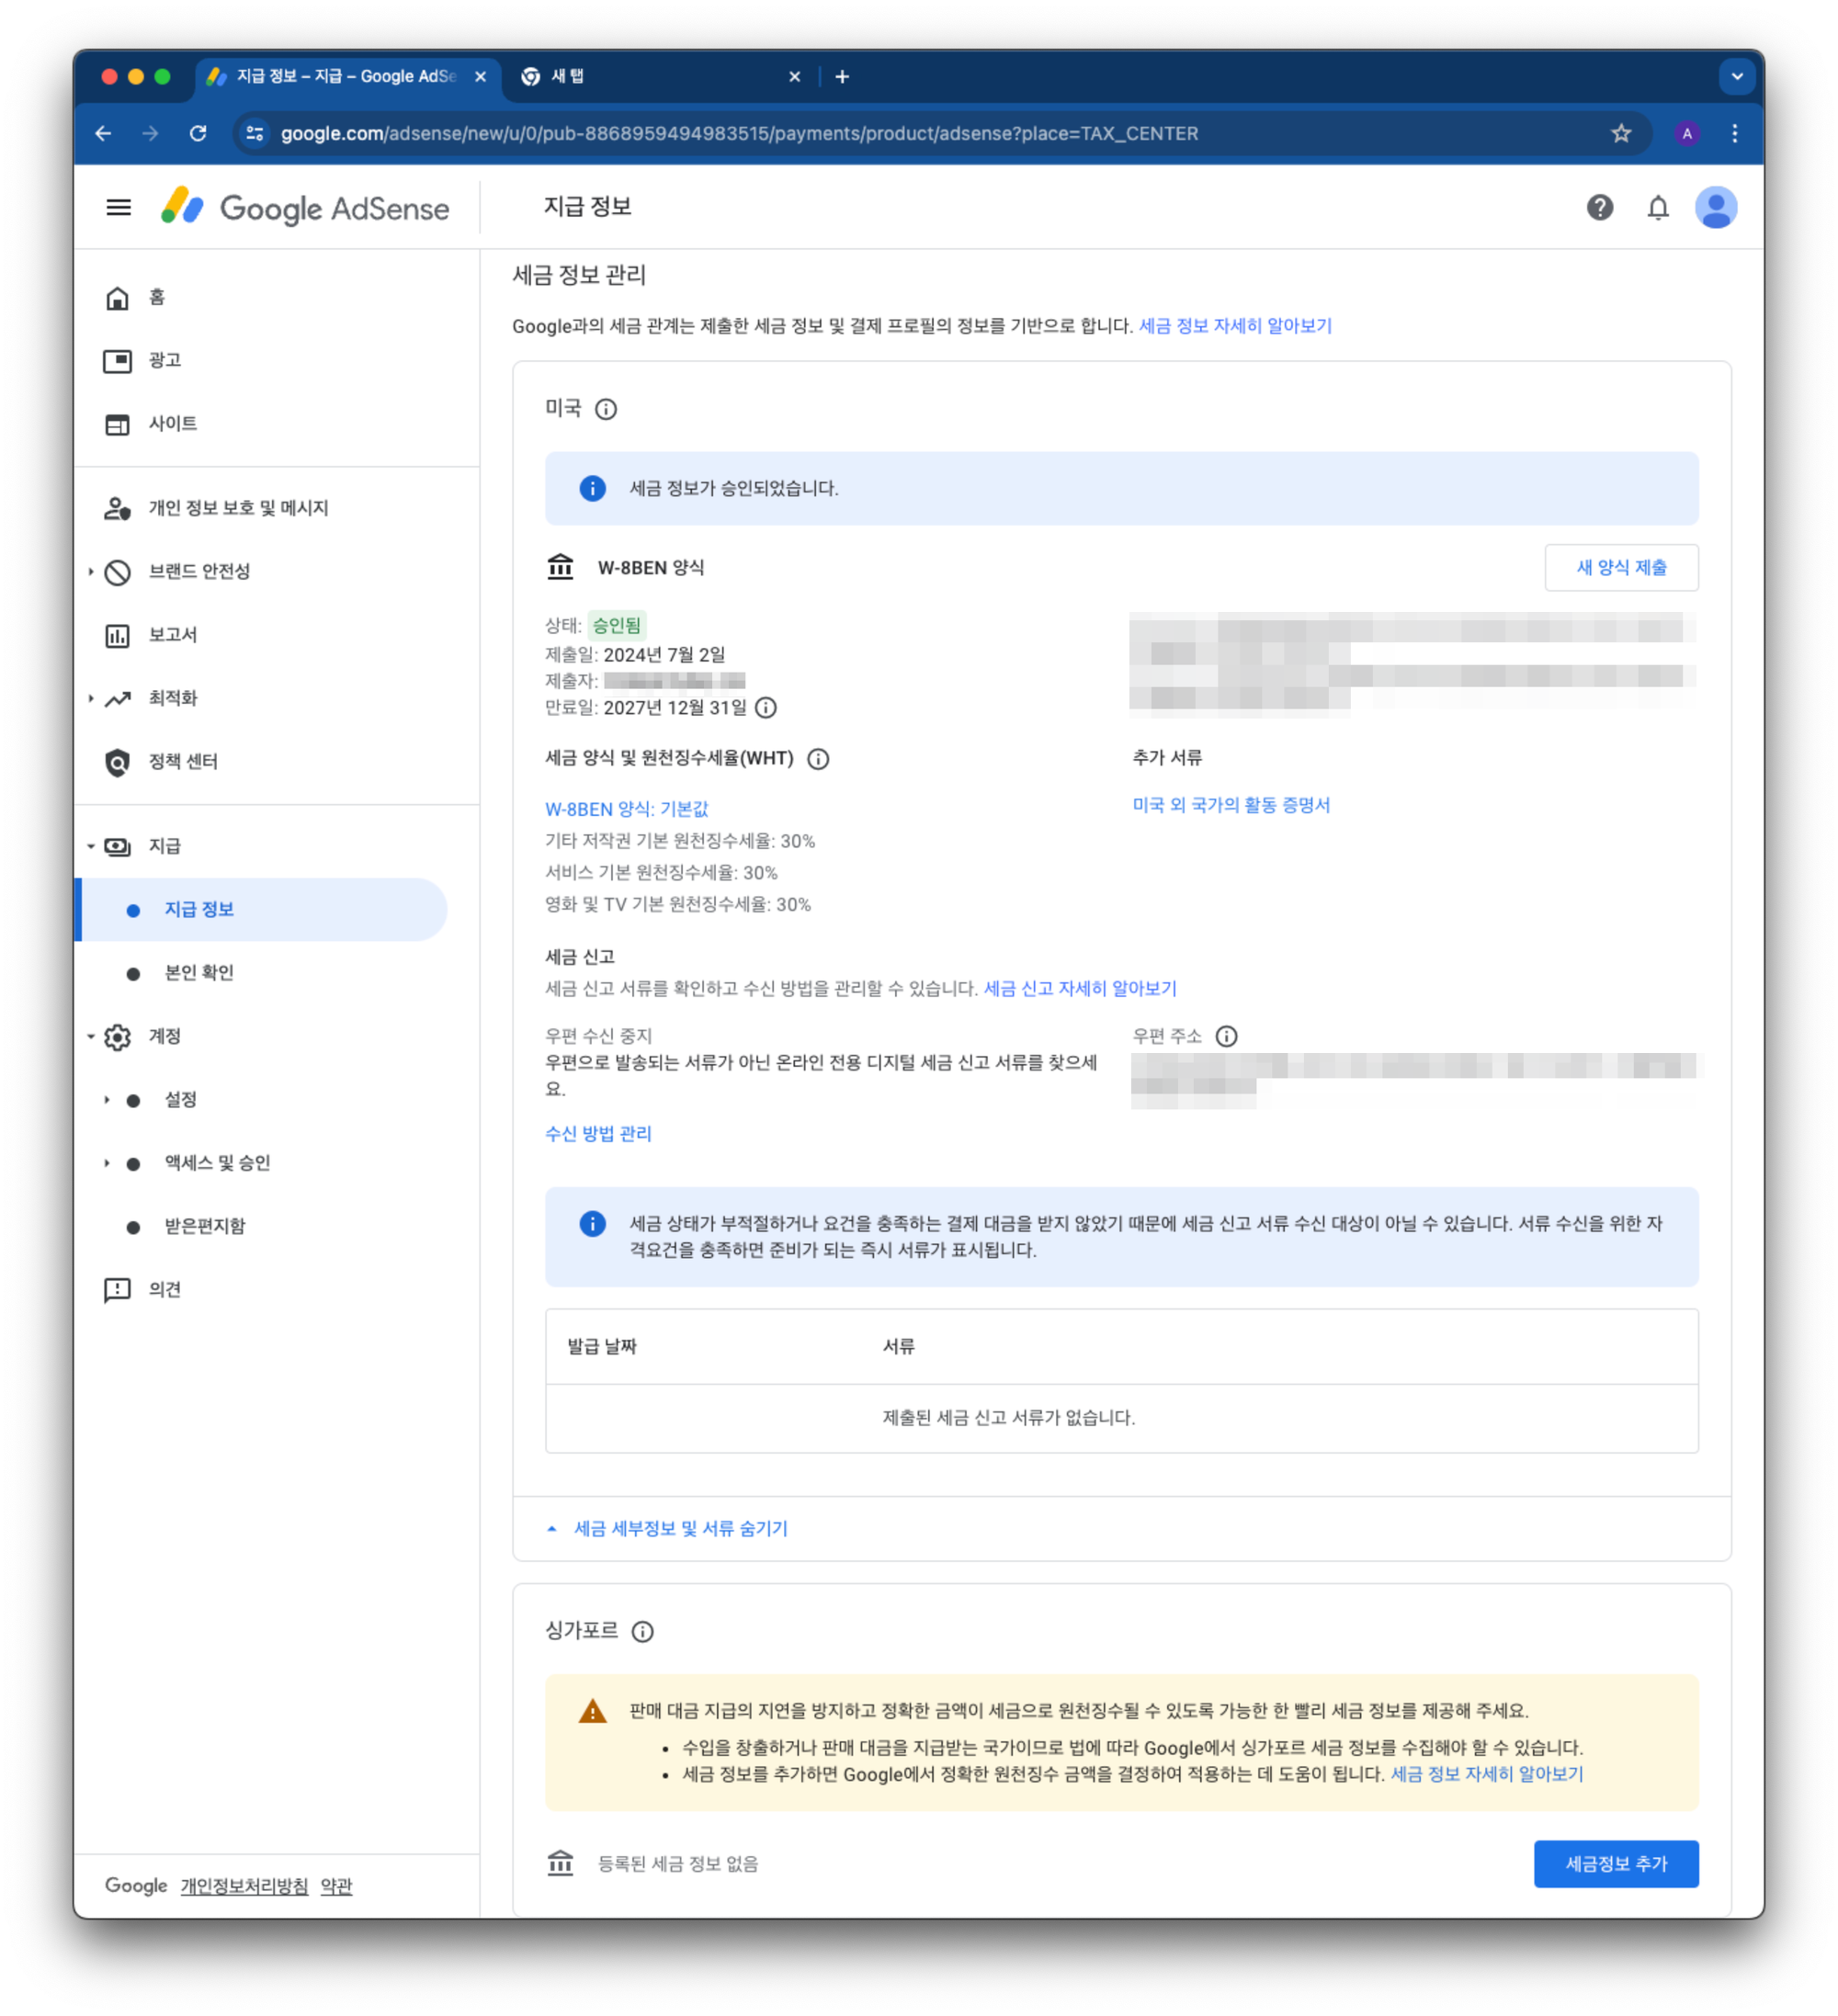 지급 정보 – 지급 – Google AdSe
새 탭
google.com/adsense/new/u/0/pub-8868959494983515/payments/product/adsense?place=TAX_CENTER
A
Google AdSense
지급 정보
홈
광고
사이트
개인 정보 보호 및 메시지
브랜드 안전성
보고서
최적화
정책 센터
지급
지급 정보
본인 확인
계정
설정
액세스 및 승인
받은편지함
의견
Google 개인정보처리방침 약관
세금 정보 관리
Google과의 세금 관계는 제출한 세금 정보 및 결제 프로필의 정보를 기반으로 합니다. 세금 정보 자세히 알아보기
미국
세금 정보가 승인되었습니다.
W-8BEN 양식
새 양식 제출
상태: 승인됨
제출일: 2024년 7월 2일
제출자:
만료일: 2027년 12월 31일
세금 양식 및 원천징수세율(WHT)
추가 서류
W-8BEN 양식: 기본값
미국 외 국가의 활동 증명서
기타 저작권 기본 원천징수세율: 30%
서비스 기본 원천징수세율: 30%
영화 및 TV 기본 원천징수세율: 30%
세금 신고
세금 신고 서류를 확인하고 수신 방법을 관리할 수 있습니다. 세금 신고 자세히 알아보기
우편 수신 중지
우편으로 발송되는 서류가 아닌 온라인 전용 디지털 세금 신고 서류를 찾으세
요.
우편 주소
수신 방법 관리
세금 상태가 부적절하거나 요건을 충족하는 결제 대금을 받지 않았기 때문에 세금 신고 서류 수신 대상이 아닐 수 있습니다. 서류 수신을 위한 자
격요건을 충족하면 준비가 되는 즉시 서류가 표시됩니다.
발급 날짜
서류
제출된 세금 신고 서류가 없습니다.
세금 세부정보 및 서류 숨기기
싱가포르
판매 대금 지급의 지연을 방지하고 정확한 금액이 세금으로 원천징수될 수 있도록 가능한 한 빨리 세금 정보를 제공해 주세요.
• 수입을 창출하거나 판매 대금을 지급받는 국가이므로 법에 따라 Google에서 싱가포르 세금 정보를 수집해야 할 수 있습니다.
• 세금 정보를 추가하면 Google에서 정확한 원천징수 금액을 결정하여 적용하는 데 도움이 됩니다. 세금 정보 자세히 알아보기
등록된 세금 정보 없음
세금정보 추가